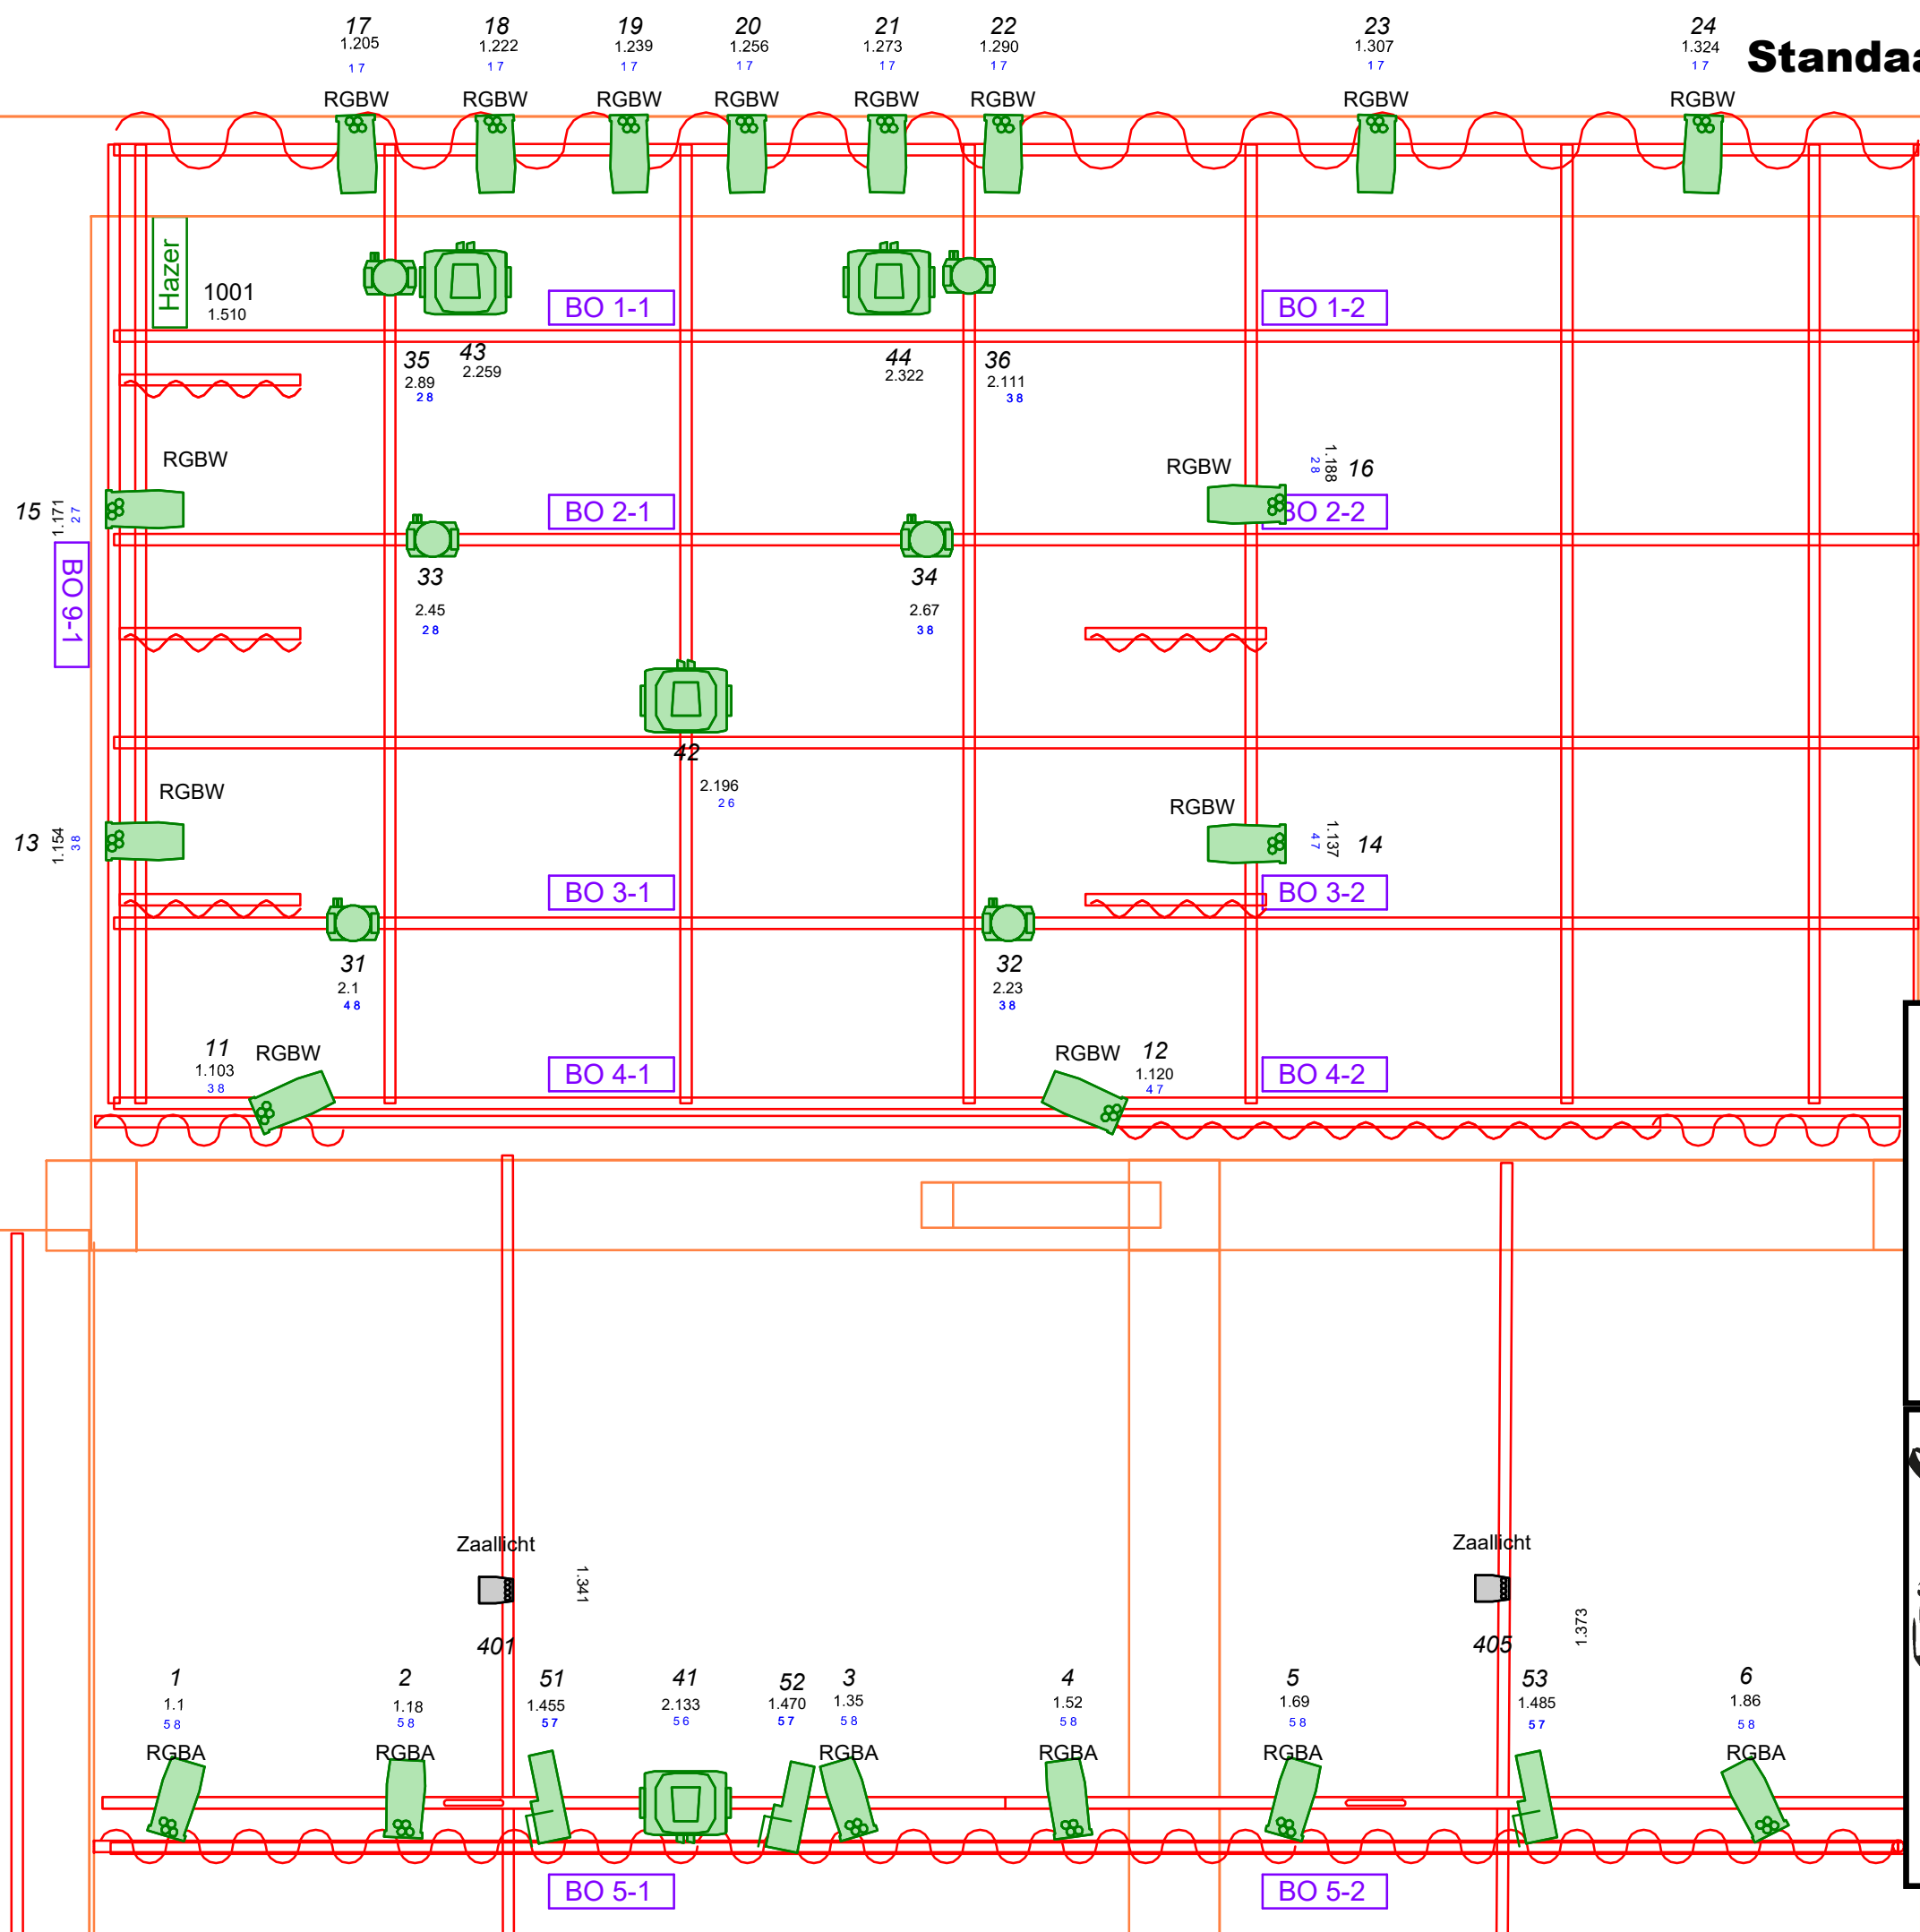 17 18 19 20 21 22 23 24
1.205 1.222 1.239 1.256 1.273 1.290 1.307 1.324
Standaa
17 17 17 17 17 17 17 17
RGBW RGBW RGBW RGBW RGBW RGBW RGBW RGBW
Hazer
1001
1.510
BO 1-1
BO 1-2
35 43 44 36
2.89 2.259 2.322 2.111
28 38
RGBW
RGBW
1.188
28
16
15
1.171
27
BO 2-1
BO 2-2
BO 9-1
33 34
2.45 2.67
28 38
42
2.196
26
RGBW
RGBW
13
1.154
38
1.137
47
14
BO 3-1
BO 3-2
31 32
2.1 2.23
48 38
11
1.103
38
RGBW
RGBW
12
1.120
47
BO 4-1
BO 4-2
Zaallicht
1.341
401
Zaallicht
1.373
405
1 2 51 41 52 3 4 5 53 6
1.1 1.18 1.455 2.133 1.470 1.35 1.52 1.69 1.485 1.86
58 58 57 56 57 58 58 58 57 58
RGBA RGBA RGBA RGBA RGBA RGBA
BO 5-1
BO 5-2